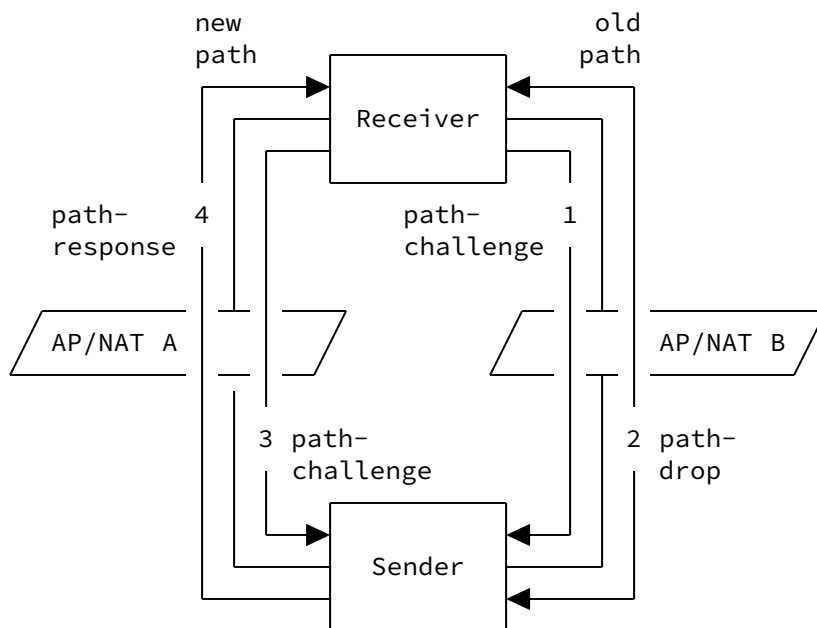 new
path
old
path
Receiver
path-
response
4
path-
challenge
1
AP/NAT A
AP/NAT B
3
path-
challenge
2
path-
drop
Sender